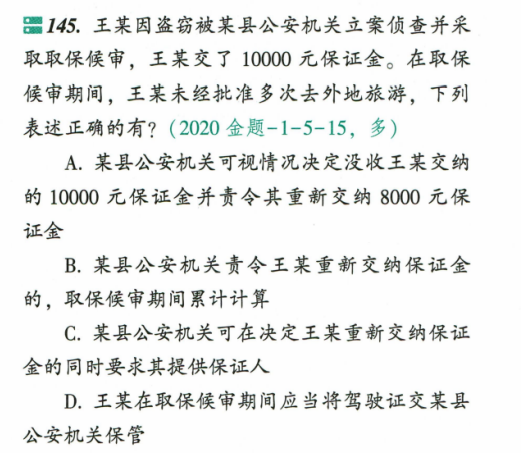 145. 王某因盗窃被某县公安机关立案侦查并采
取取保候审，王某交了 10000 元保证金。在取保
候审期间，王某未经批准多次去外地旅游，下列
表述正确的有？（2020 金题-1-5-15，多）
A. 某县公安机关可视情况决定没收王某交纳
的 10000 元保证金并责令其重新交纳 8000 元保
证金
B. 某县公安机关责令王某重新交纳保证金
的，取保候审期间累计计算
C. 某县公安机关可在决定王某重新交纳保证
金的同时要求其提供保证人
D. 王某在取保候审期间应当将驾驶证交某县
公安机关保管